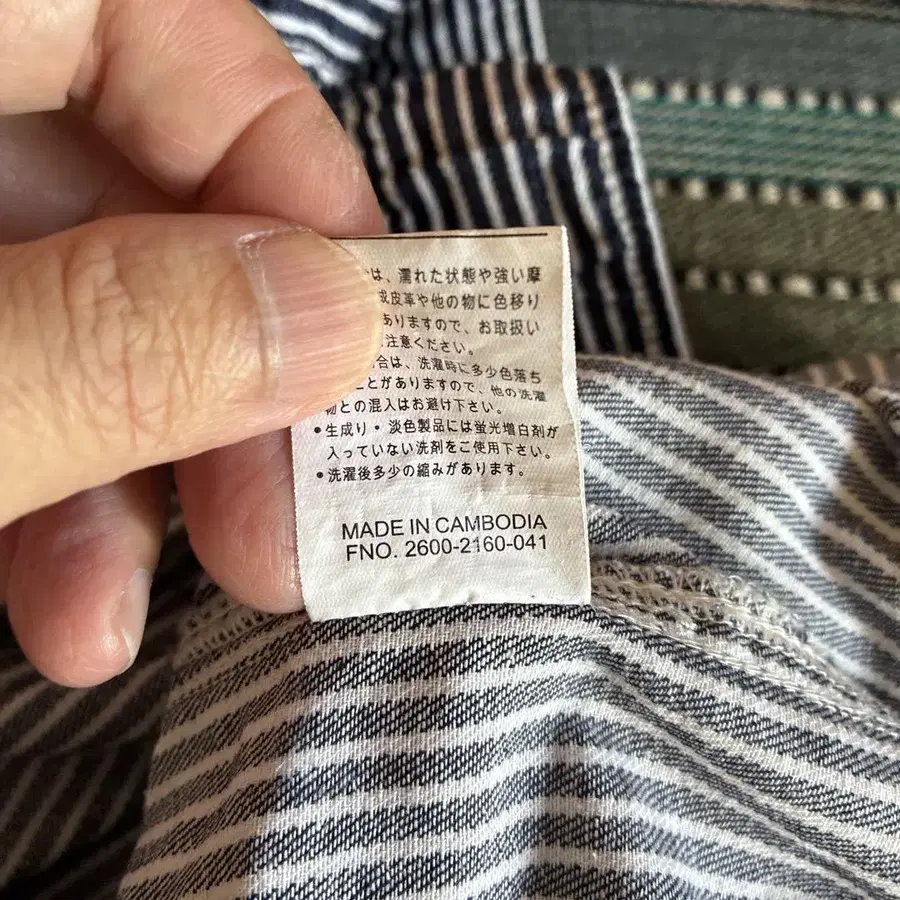 は、濡れた状態や強い摩
皮革や他の物に色移り
ありますので、お取扱い
注意ください。
合は、洗濯時に多少色落ち
ことがありますので、他の洗濯
物との混入はお避け下さい。
•生成り・淡色製品には蛍光増白剤が
入っていない洗剤をご使用下さい。
•洗濯後多少の縮みがあります。
MADE IN CAMBODIA
FNO. 2600-2160-041